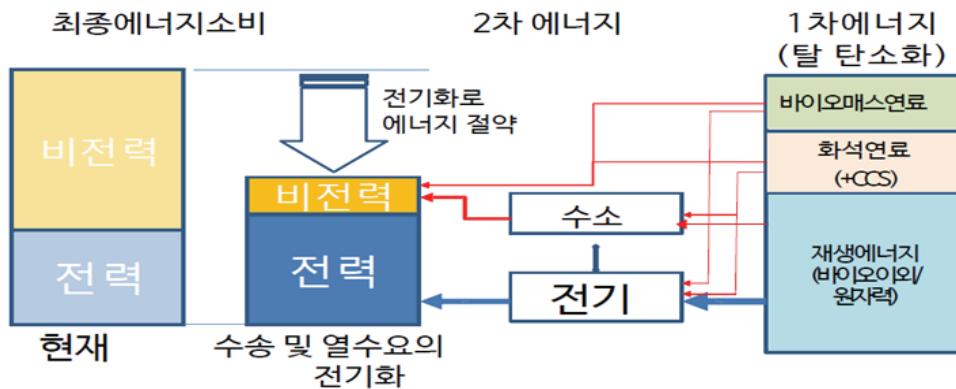 최종에너지소비
2차 에너지
1차에너지
(탈 탄소화)
비전력
전력
현재
전기화로
에너지 절약
비전력
전력
수송 및 열수요의
전기화
수소
전기
바이오매스연료
화석연료
(+CCS)
재생에너지
(바이오이외/
원자력)